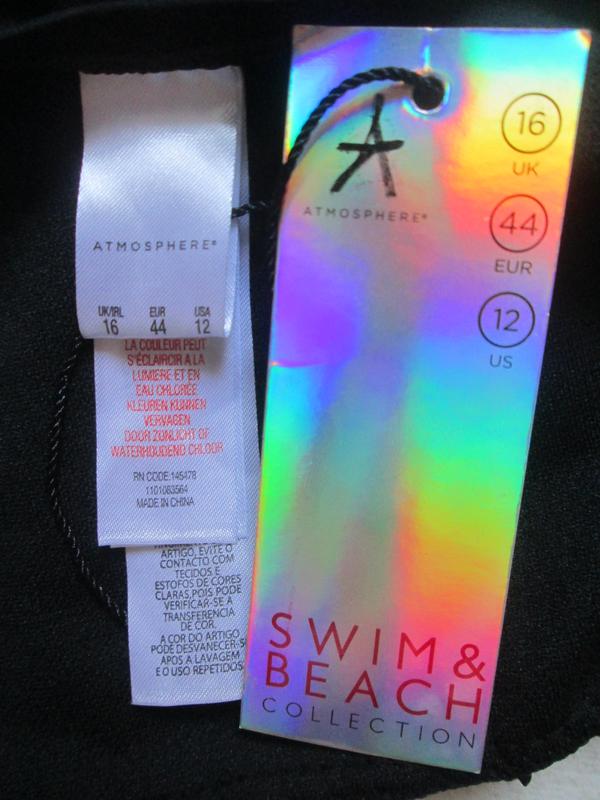 ATMOSPHERE®
UK/IRL EUR USA
16 44 12
LA COULEUR PEUT
S'ÉCLAIRCIR A LA
LUMIERE ET EN
EAU CHLORÉE
KLEUREN KUNNEN
VERVAGEN
DOOR ZONLICHT OF
WATERHOUDEND CHLOOR
RN CODE:145478
1101083564
MADE IN CHINA
ARTIGO, EVITE O
CONTACTO COM
TECIDOS E
ESTOFOS DE CORES
CLARAS,POIS PODE
VERIFICAR-SE A
TRANSFERENCIA
DE COR.
A COR DO ARTIGO
PODE DESVANECER-S
APOS A LAVAGEM
E O USO REPETIDOS
A
ATMOSPHERE®
16
UK
44
EUR
12
US
SWIM &
BEACH
COLLECTION